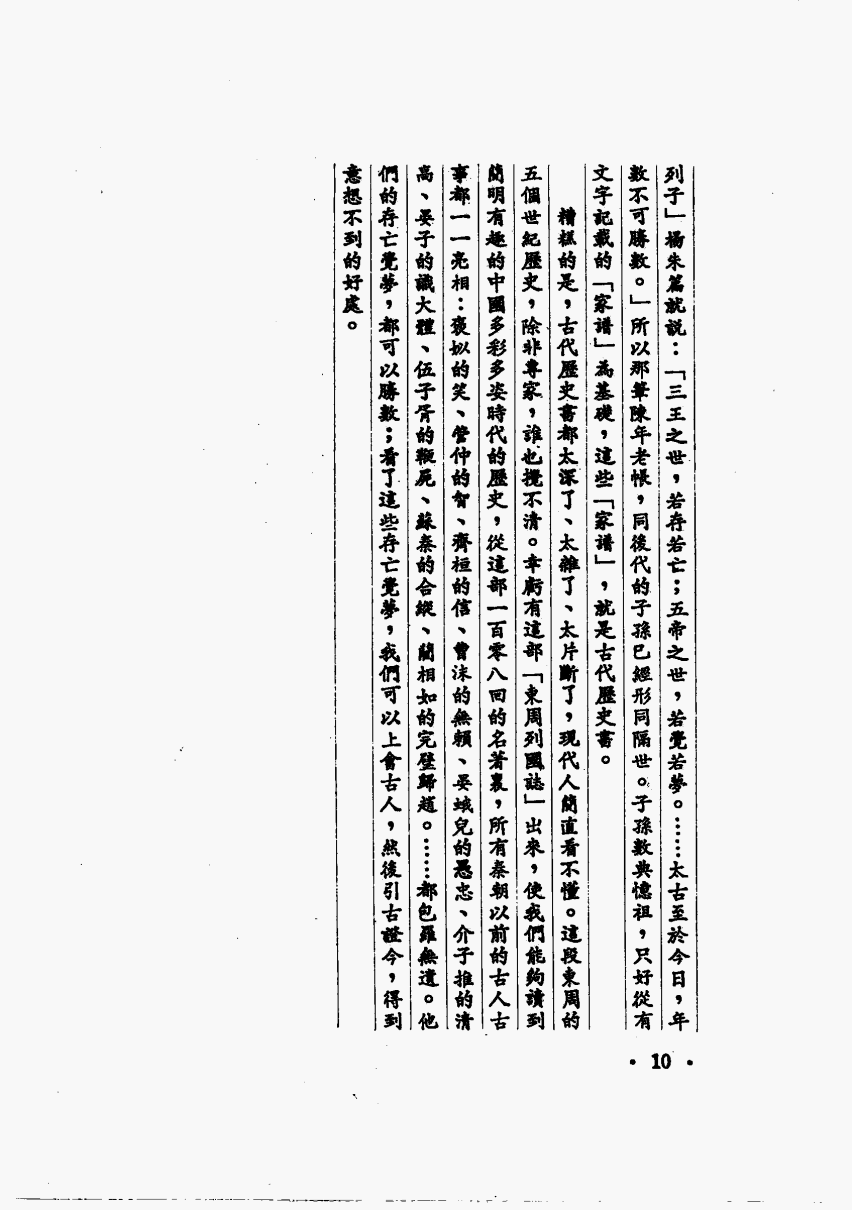 列子」楊朱篇就說：「三王之世，若存若亡；五帝之世，若覺若夢。……太古至於今日，年
數不可勝數。」所以那筆陳年老帳，同後代的子孫已經形同隔世。子孫數典憶祖，只好從有
文字記載的「家譜」為基礎，這些「家譜」，就是古代歷史書。
糟糕的是，古代歷史書都太深了、太雜了、太片斷了，現代人簡直看不懂。這段東周的
五個世紀歷史，除非專家，誰也攪不清。幸虧有這部「東周列國誌」出來，使我們能夠讀到
簡明有趣的中國多彩多姿時代的歷史，從這部一百零八回的名著裏，所有秦朝以前的古人古
事都一一亮相：褒姒的笑、管仲的智、齊桓的信、曹沫的無賴、晏蛾兒的愚忠、介子推的清
高、晏子的識大體、伍子胥的鞭死、蘇秦的合縱、藺相如的完璧歸趙。……都包羅無遺。他
們的存亡覺夢，都可以勝數；看了這些存亡覺夢，我們可以上會古人，然後引古證今，得到
意想不到的好處。
• 10 •